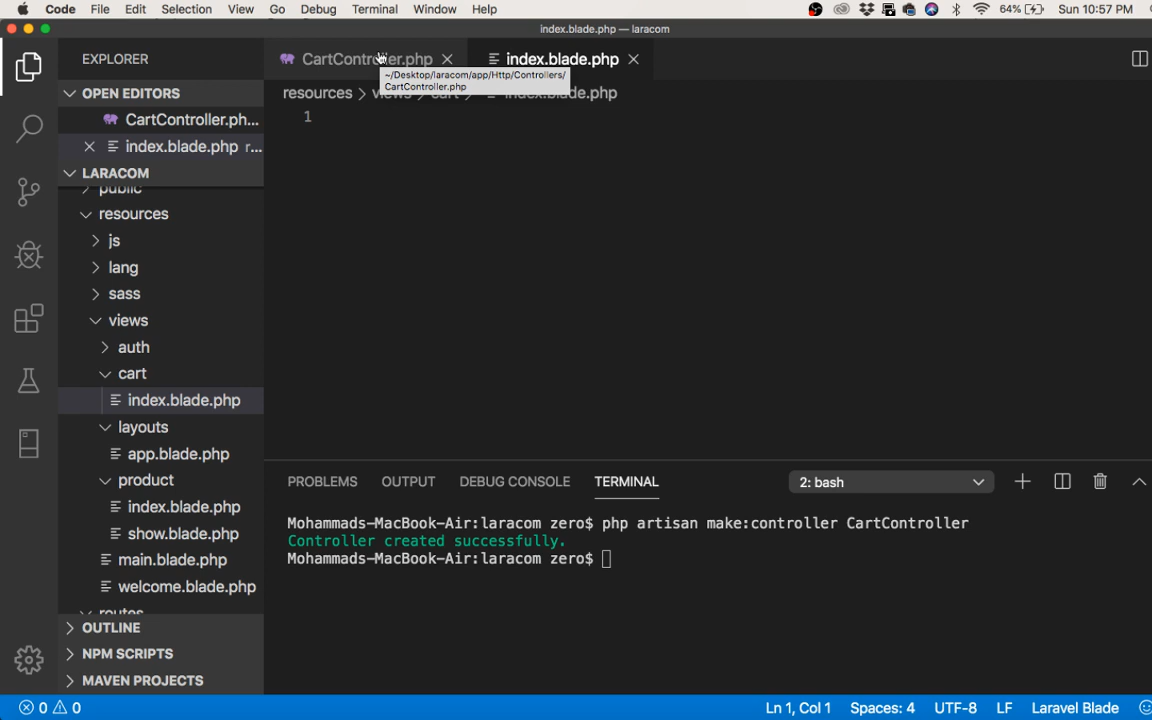 Code File Edit Selection View Go Debug Terminal Window Help 64% Sun 10:57 PM
index.blade.php — laracom
EXPLORER
CartController.php
index.blade.php
~/Desktop/laracom/app/Http/Controllers/
CartController.php
OPEN EDITORS
resources > views > cart > index.blade.php
CartController.ph...
index.blade.php r...
1
LARACOM
public
resources
js
lang
sass
views
auth
cart
index.blade.php
layouts
app.blade.php
product
index.blade.php
show.blade.php
main.blade.php
welcome.blade.php
routes
OUTLINE
NPM SCRIPTS
MAVEN PROJECTS
PROBLEMS OUTPUT DEBUG CONSOLE TERMINAL 2: bash
Mohammads-MacBook-Air:laracom zero$ php artisan make:controller CartController
Controller created successfully.
Mohammads-MacBook-Air:laracom zero$
0 0 Ln 1, Col 1 Spaces: 4 UTF-8 LF Laravel Blade